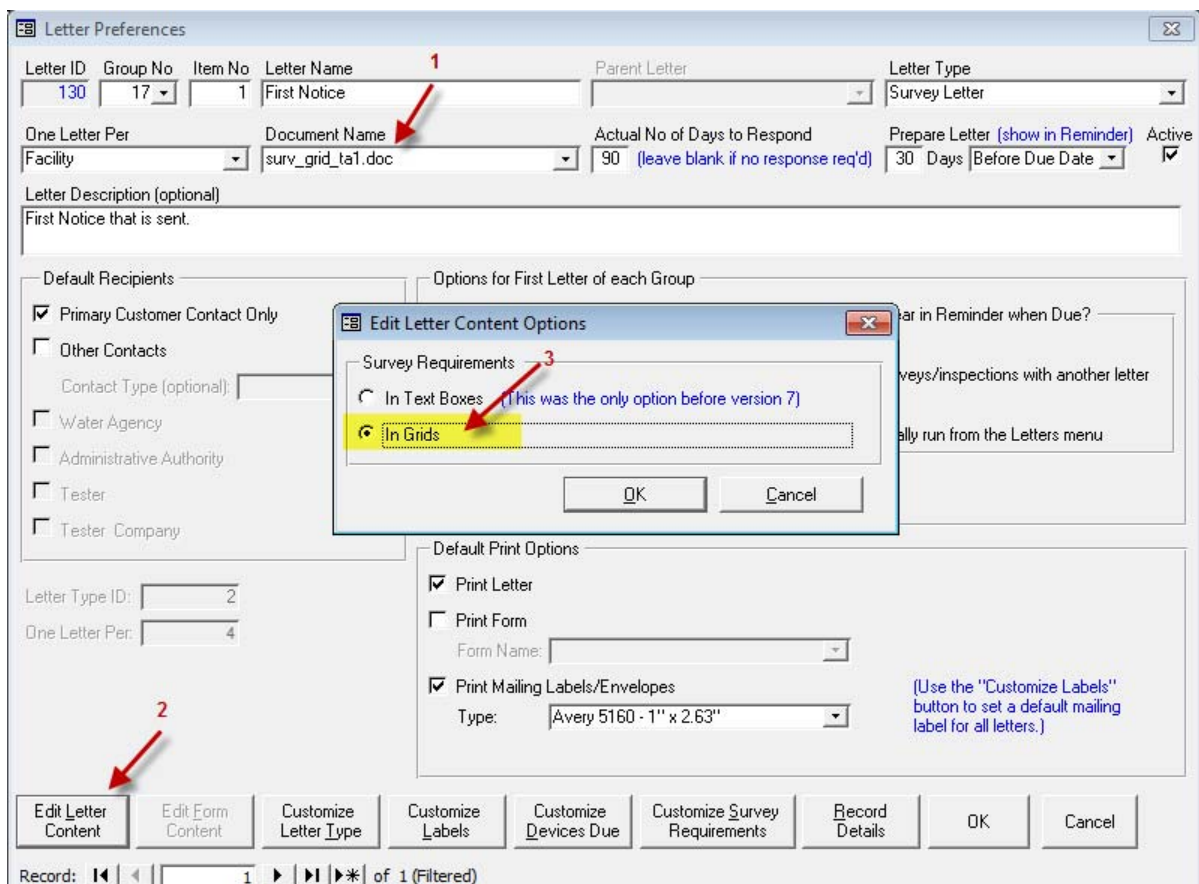 Letter Preferences
Letter ID Group No Item No Letter Name 1 Parent Letter Letter Type
130 17 1 First Notice Survey Letter
One Letter Per Document Name Actual No of Days to Respond Prepare Letter (show in Reminder) Active
Facility surv_grid_ta1.doc 90 (leave blank if no response req'd) 30 Days Before Due Date
Letter Description (optional)
First Notice that is sent.
Default Recipients
Primary Customer Contact Only
Other Contacts
Contact Type (optional):
Water Agency
Administrative Authority
Tester
Tester Company
Options for First Letter of each Group
ar in Reminder when Due?
veys/inspections with another letter
ally run from the Letters menu
Edit Letter Content Options
Survey Requirements 3
In Text Boxes (This was the only option before version 7)
In Grids
OK Cancel
Letter Type ID: 2
One Letter Per: 4
Default Print Options
Print Letter
Print Form
Form Name:
Print Mailing Labels/Envelopes
Type: Avery 5160 - 1" x 2.63"
(Use the "Customize Labels"
button to set a default mailing
label for all letters.)
2
Edit Letter Content
Edit Form Content
Customize Letter Type
Customize Labels
Customize Devices Due
Customize Survey Requirements
Record Details
OK
Cancel
Record: 1 of 1 (Filtered)